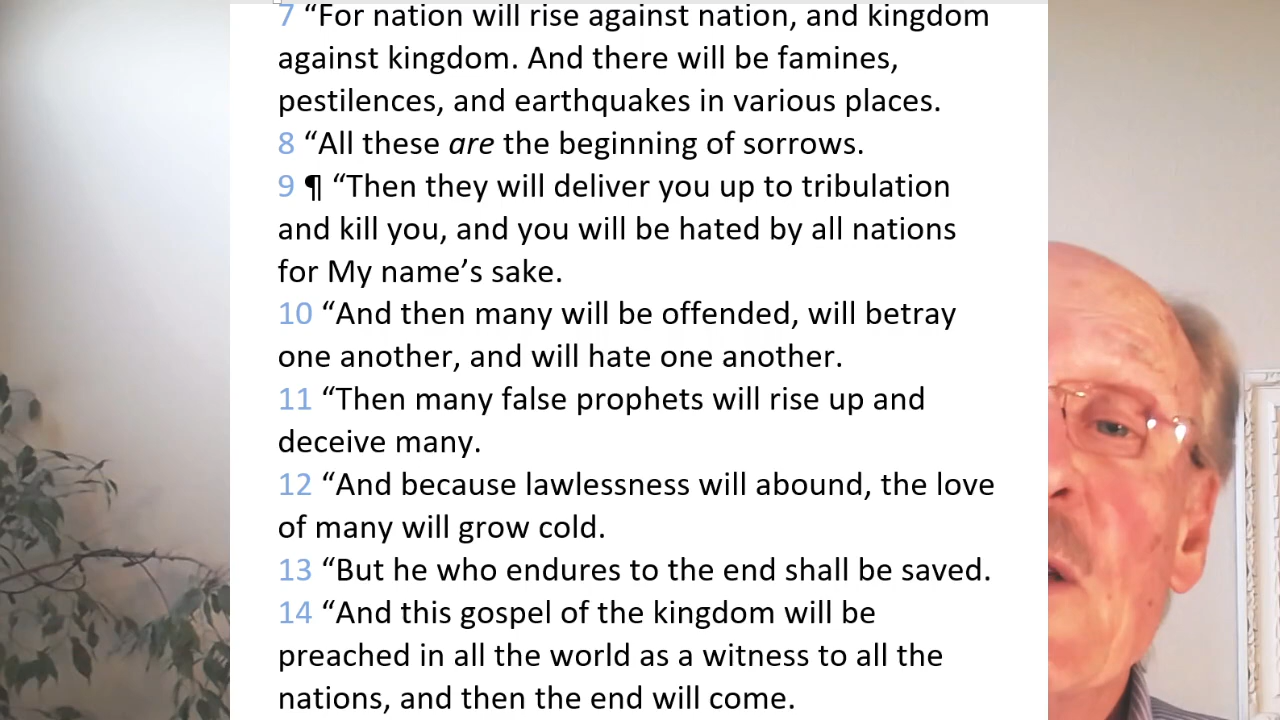 7 “For nation will rise against nation, and kingdom
against kingdom. And there will be famines,
pestilences, and earthquakes in various places.
8 “All these are the beginning of sorrows.
9 ¶ “Then they will deliver you up to tribulation
and kill you, and you will be hated by all nations
for My name’s sake.
10 “And then many will be offended, will betray
one another, and will hate one another.
11 “Then many false prophets will rise up and
deceive many.
12 “And because lawlessness will abound, the love
of many will grow cold.
13 “But he who endures to the end shall be saved.
14 “And this gospel of the kingdom will be
preached in all the world as a witness to all the
nations, and then the end will come.